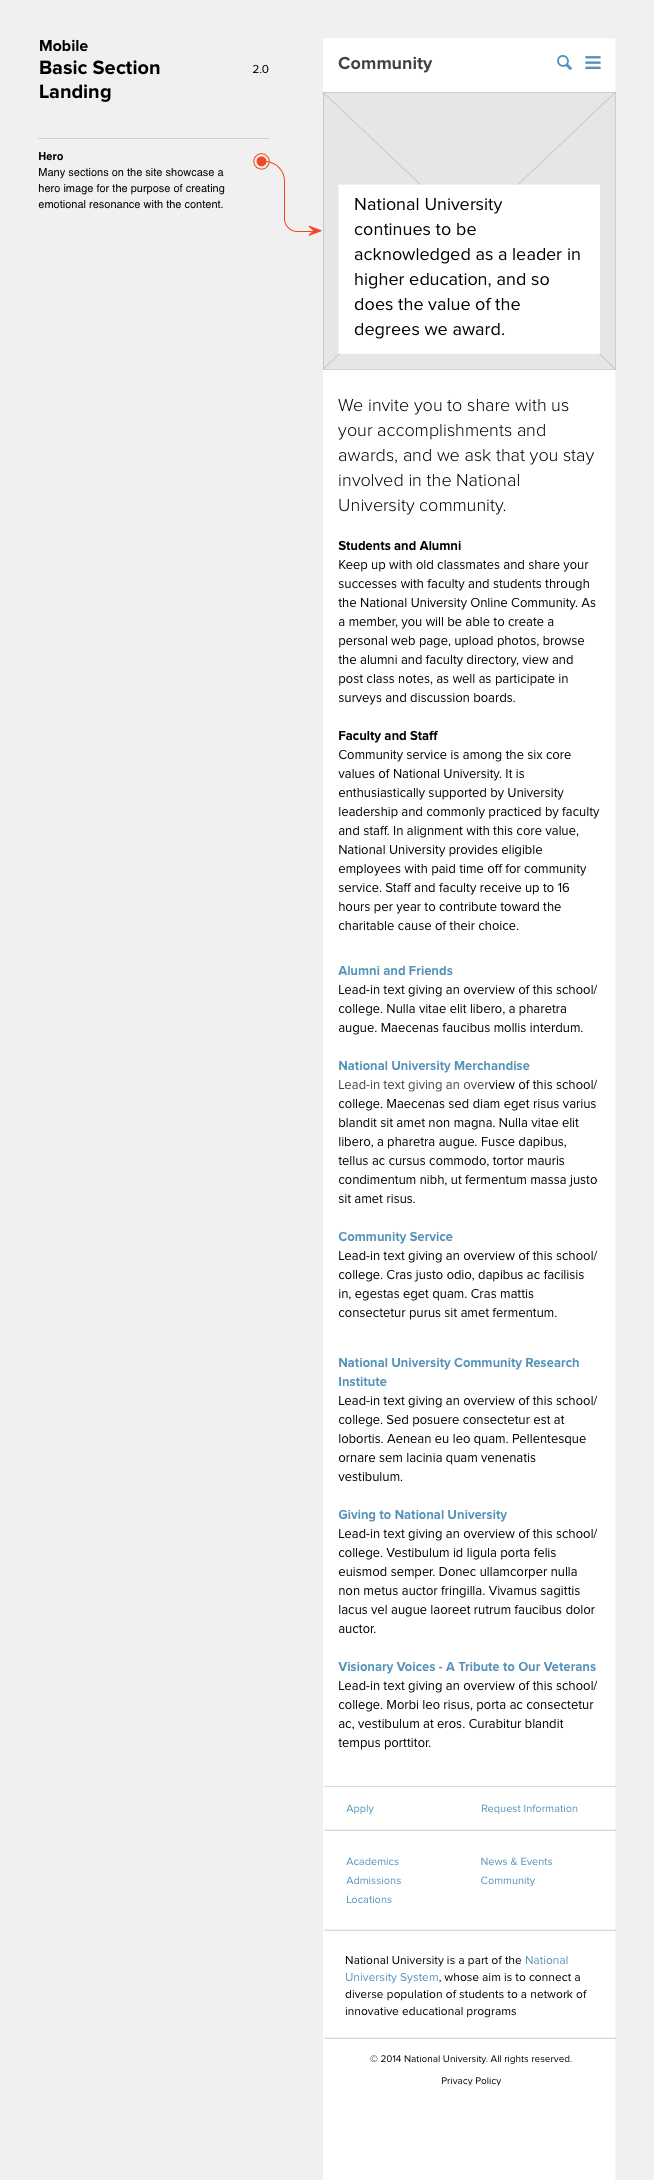 Mobile
Basic Section
Landing
2.0
Hero
Many sections on the site showcase a
hero image for the purpose of creating
emotional resonance with the content.
Community
National University
continues to be
acknowledged as a leader in
higher education, and so
does the value of the
degrees we award.
We invite you to share with us
your accomplishments and
awards, and we ask that you stay
involved in the National
University community.
Students and Alumni
Keep up with old classmates and share your
successes with faculty and students through
the National University Online Community. As
a member, you will be able to create a
personal web page, upload photos, browse
the alumni and faculty directory, view and
post class notes, as well as participate in
surveys and discussion boards.
Faculty and Staff
Community service is among the six core
values of National University. It is
enthusiastically supported by University
leadership and commonly practiced by faculty
and staff. In alignment with this core value,
National University provides eligible
employees with paid time off for community
service. Staff and faculty receive up to 16
hours per year to contribute toward the
charitable cause of their choice.
Alumni and Friends
Lead-in text giving an overview of this school/
college. Nulla vitae elit libero, a pharetra
augue. Maecenas faucibus mollis interdum.
National University Merchandise
Lead-in text giving an overview of this school/
college. Maecenas sed diam eget risus varius
blandit sit amet non magna. Nulla vitae elit
libero, a pharetra augue. Fusce dapibus,
tellus ac cursus commodo, tortor mauris
condimentum nibh, ut fermentum massa justo
sit amet risus.
Community Service
Lead-in text giving an overview of this school/
college. Cras justo odio, dapibus ac facilisis
in, egestas eget quam. Cras mattis
consectetur purus sit amet fermentum.
National University Community Research
Institute
Lead-in text giving an overview of this school/
college. Sed posuere consectetur est at
lobortis. Aenean eu leo quam. Pellentesque
ornare sem lacinia quam venenatis
vestibulum.
Giving to National University
Lead-in text giving an overview of this school/
college. Vestibulum id ligula porta felis
euismod semper. Donec ullamcorper nulla
non metus auctor fringilla. Vivamus sagittis
lacus vel augue laoreet rutrum faucibus dolor
auctor.
Visionary Voices - A Tribute to Our Veterans
Lead-in text giving an overview of this school/
college. Morbi leo risus, porta ac consectetur
ac, vestibulum at eros. Curabitur blandit
tempus porttitor.
Apply
Request Information
Academics
Admissions
Locations
News & Events
Community
National University is a part of the National
University System, whose aim is to connect a
diverse population of students to a network of
innovative educational programs
© 2014 National University. All rights reserved.
Privacy Policy